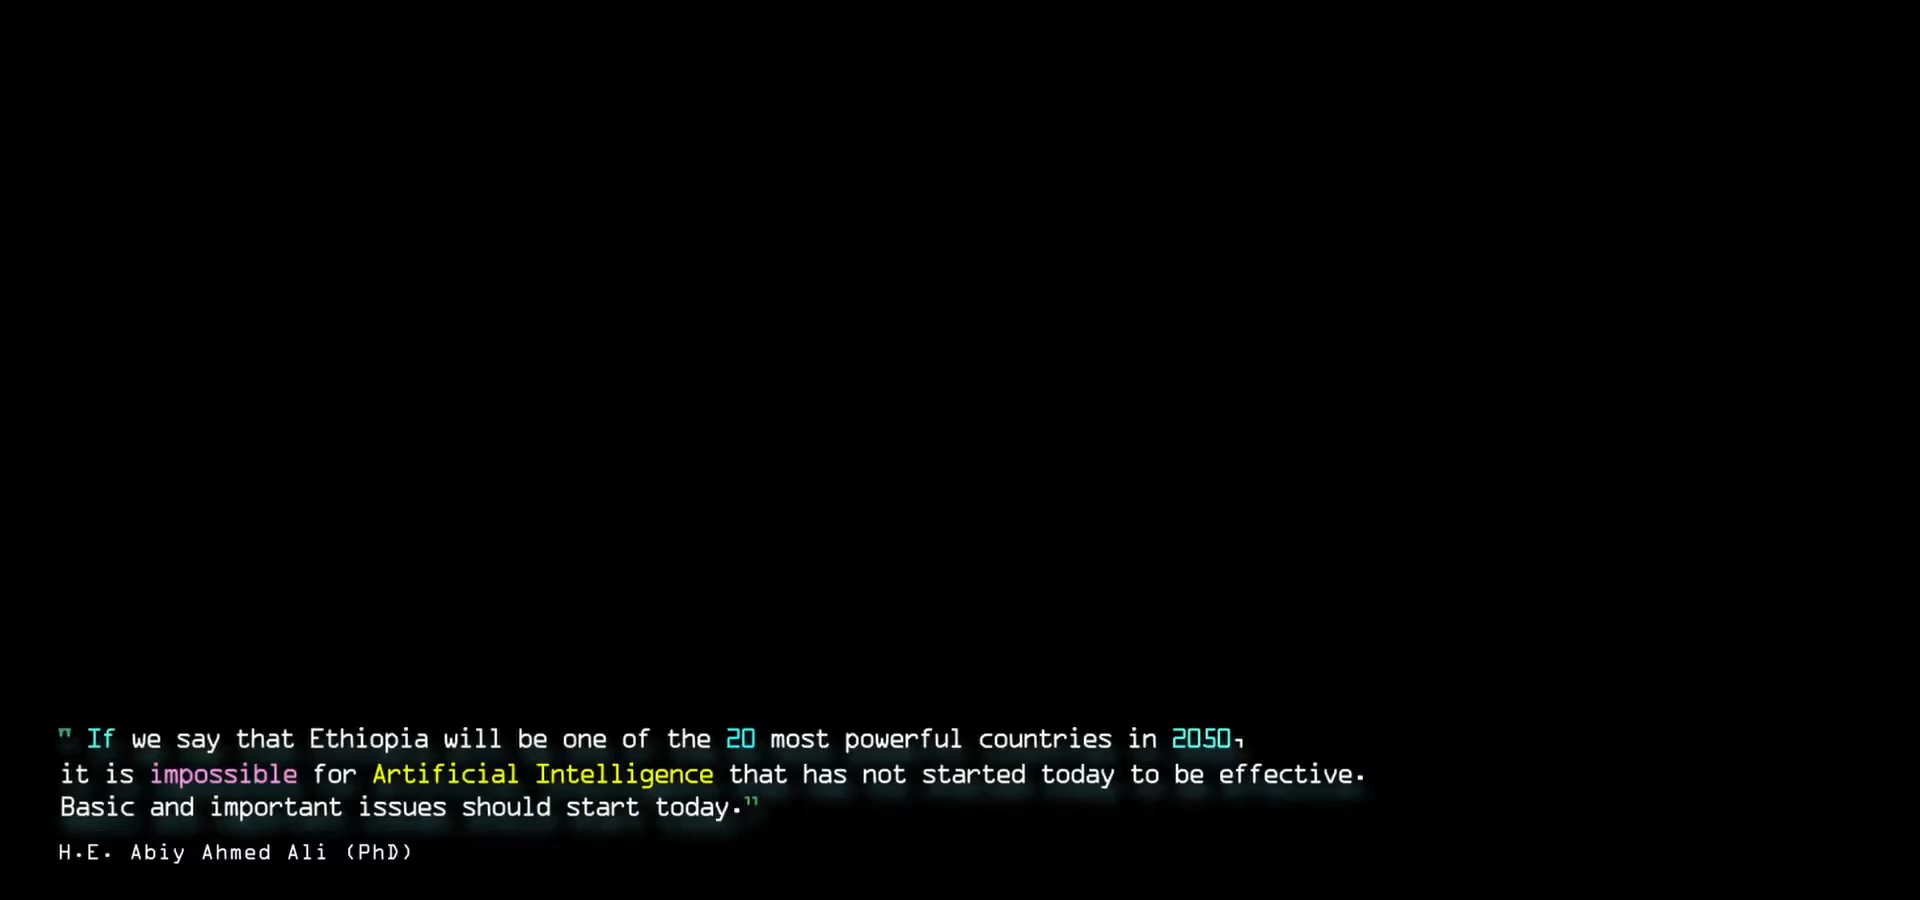 " If we say that Ethiopia will be one of the 20 most powerful countries in 2050,
it is impossible for Artificial Intelligence that has not started today to be effective.
Basic and important issues should start today."
H.E. Abiy Ahmed Ali (PhD)